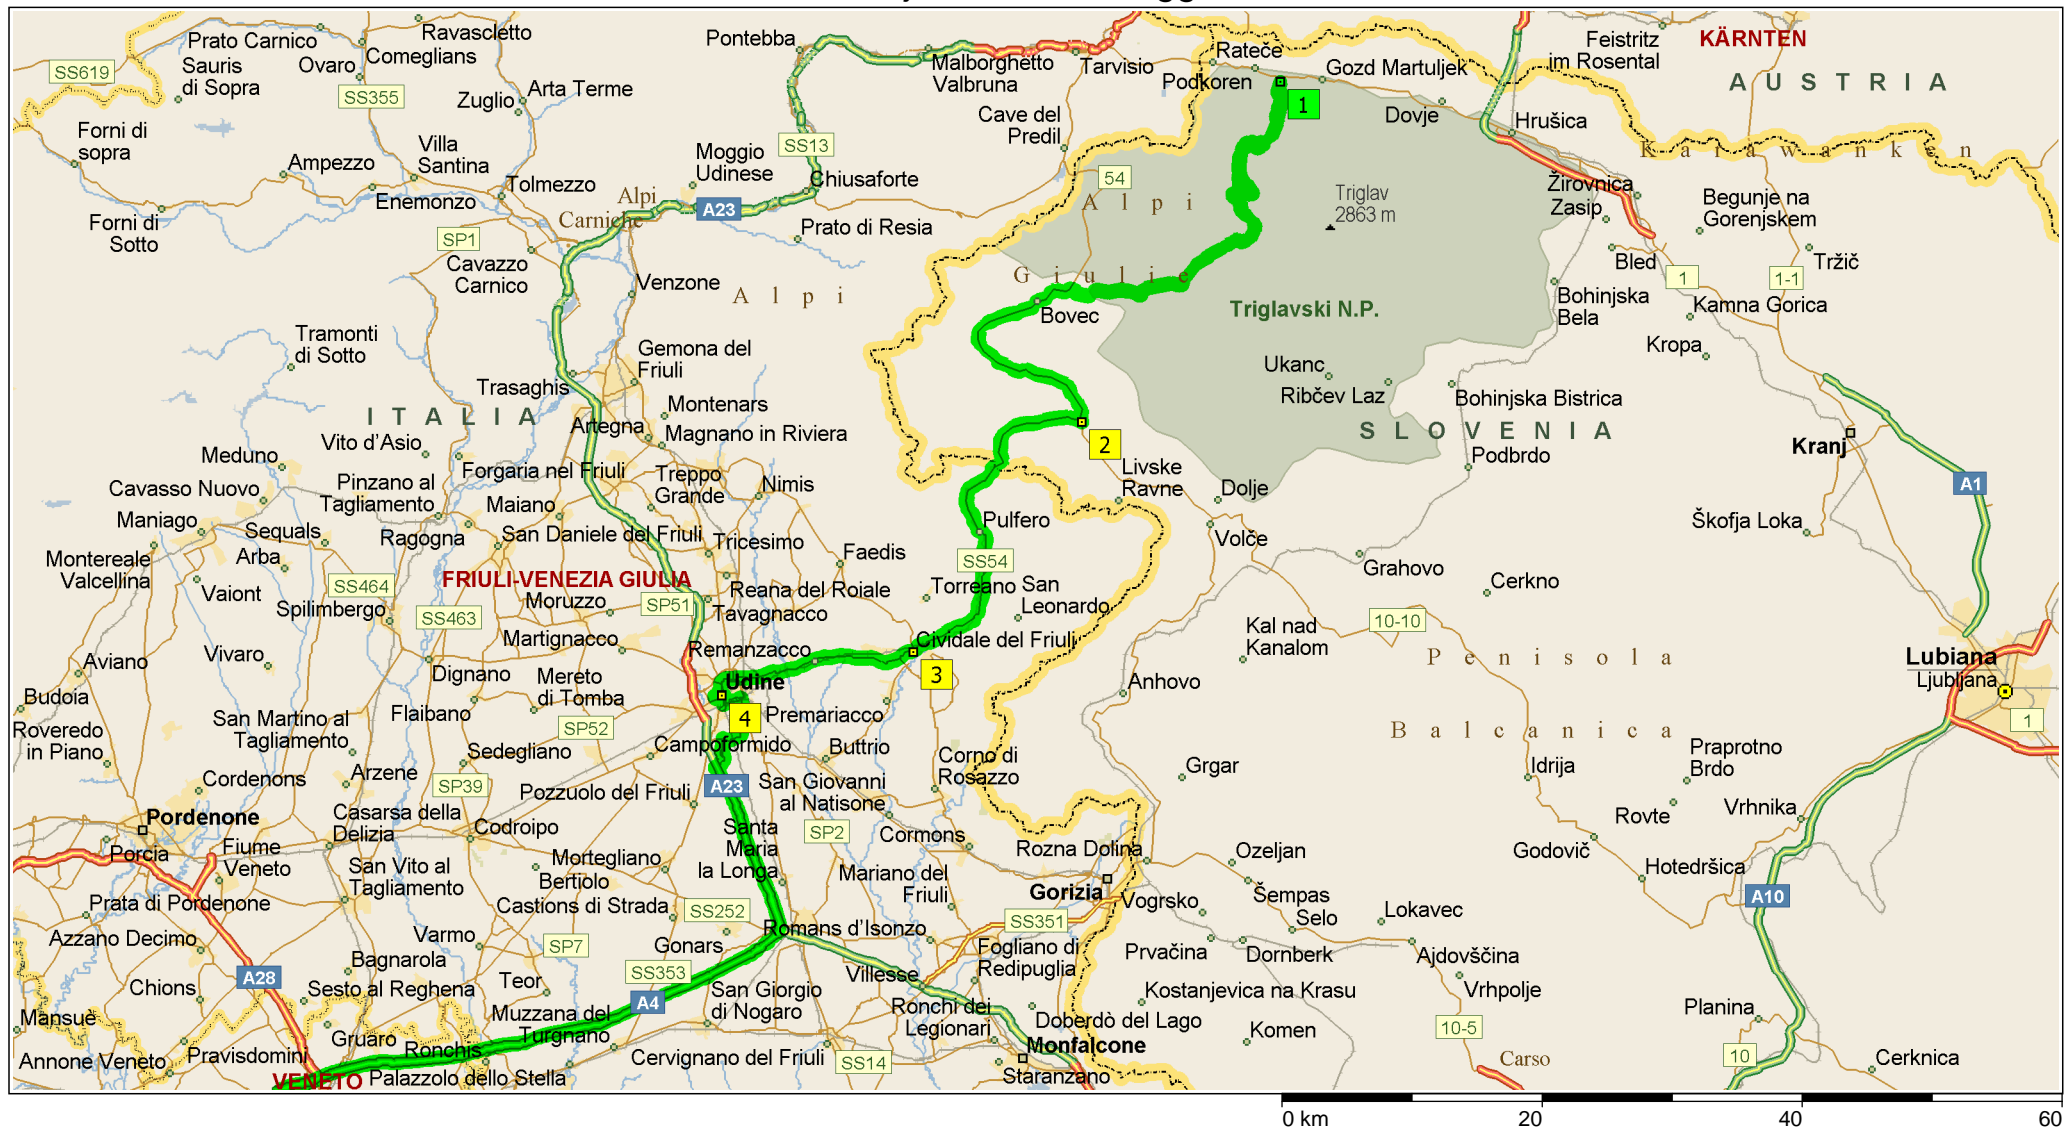 Prato Carnico
Ravascletto
Comeglians
Ovaro
SS619
Sauris
di Sopra
SS355
Zuglio
Arta Terme
Pontebba
Malborghetto
Valbruna
Tarvisio
Rateče
Podkoren
Gozd Martuljek
Feistritz
im Rosental
KÄRNTEN
AUSTRIA
1
Dovje
Hrušica
Cave del
Predil
Forni di
sopra
Ampezzo
Villa
Santina
Moggio
Udinese
SS13
Chiusaforte
Karawanken
Tolmezzo
Enemonzo
Alpi
Carniche
A23
54
Alpi
Giulie
Triglav
2863 m
Žirovnica
Zasip
Begunje na
Gorenjskem
Forni di
Sotto
SP1
Cavazzo
Carnico
Prato di Resia
Venzone
Alpi
Bled
1
1-1
Tržič
Bovec
Triglavski N.P.
Bohinjska
Bela
Kamna Gorica
Kropa
Tramonti
di Sotto
Gemona del
Friuli
Trasaghis
ITALIA
Montenars
Artegna
Magnano in Riviera
Ukanc
Ribčev Laz
Bohinjska Bistrica
SLOVENIA
Kranj
Podbrdo
2
Livske
Ravne
Dolje
Meduno
Vito d'Asio
Forgaria nel Friuli
Treppo
Grande
Nimis
Cavasso Nuovo
Pinzano al
Tagliamento
Maiano
A1
Maniago
Sequals
Ragogna
San Daniele del Friuli
Tricesimo
Pulfero
Volče
Škofja Loka
Montereale
Valcellina
Arba
Faedis
SS54
Grahovo
Cerkno
Vaiont
SS464
FRIULI-VENEZIA GIULIA
Reana del Roiale
Torreano
San
Leonardo
Spilimbergo
SS463
Moruzzo
SP51
Tavagnacco
10-10
Martignacco
Remanzacco
Cividale del Friuli
Kal nad
Kanalom
Penisola
Balcanica
Lubiana
Ljubljana
Aviano
Vivaro
Dignano
Mereto
di Tomba
Udine
3
Anhovo
Budoia
Flaibano
4
Premariacco
1
Roveredo
in Piano
San Martino al
Tagliamento
SP52
Sedegliano
Campoformido
Buttrio
Corno di
Rosazzo
Grgar
Idrija
Praprotno
Brdo
Cordenons
Arzene
SP39
Pozzuolo del Friuli
A23
San Giovanni
al Natisone
Rovte
Vrhnika
Pordenone
Casarsa della
Delizia
Codroipo
Santa
Maria
la Longa
SP2
Cormons
Rozna Dolina
Ozeljan
Godovič
Hotedršica
Porcia
Fiume
Veneto
San Vito al
Tagliamento
Mortegliano
Bertiolo
Mariano del
Friuli
Gorizia
Vogrsko
Šempas
Selo
Lokavec
A10
Prata di Pordenone
Castions di Strada
SS252
SS351
Azzano Decimo
Varmo
SP7
Gonars
Romans d'Isonzo
Fogliano di
Redipuglia
Prvačina
Dornberk
Ajdovščina
Bagnarola
SS353
Villesse
Chions
A28
Sesto al Reghena
Teor
A4
San Giorgio
di Nogaro
Ronchi dei
Legionari
Kostanjevica na Krasu
Vrhpolje
Planina
Mansuè
Muzzana del
Turgnano
Doberdò del Lago
Komen
10-5
Gruaro
Ronchis
Monfalcone
Annone Veneto
Pravisdomini
Cervignano del Friuli
SS14
Carso
10
Cerknica
VENETO
Palazzolo dello Stella
Staranzano
0 km
20
40
60